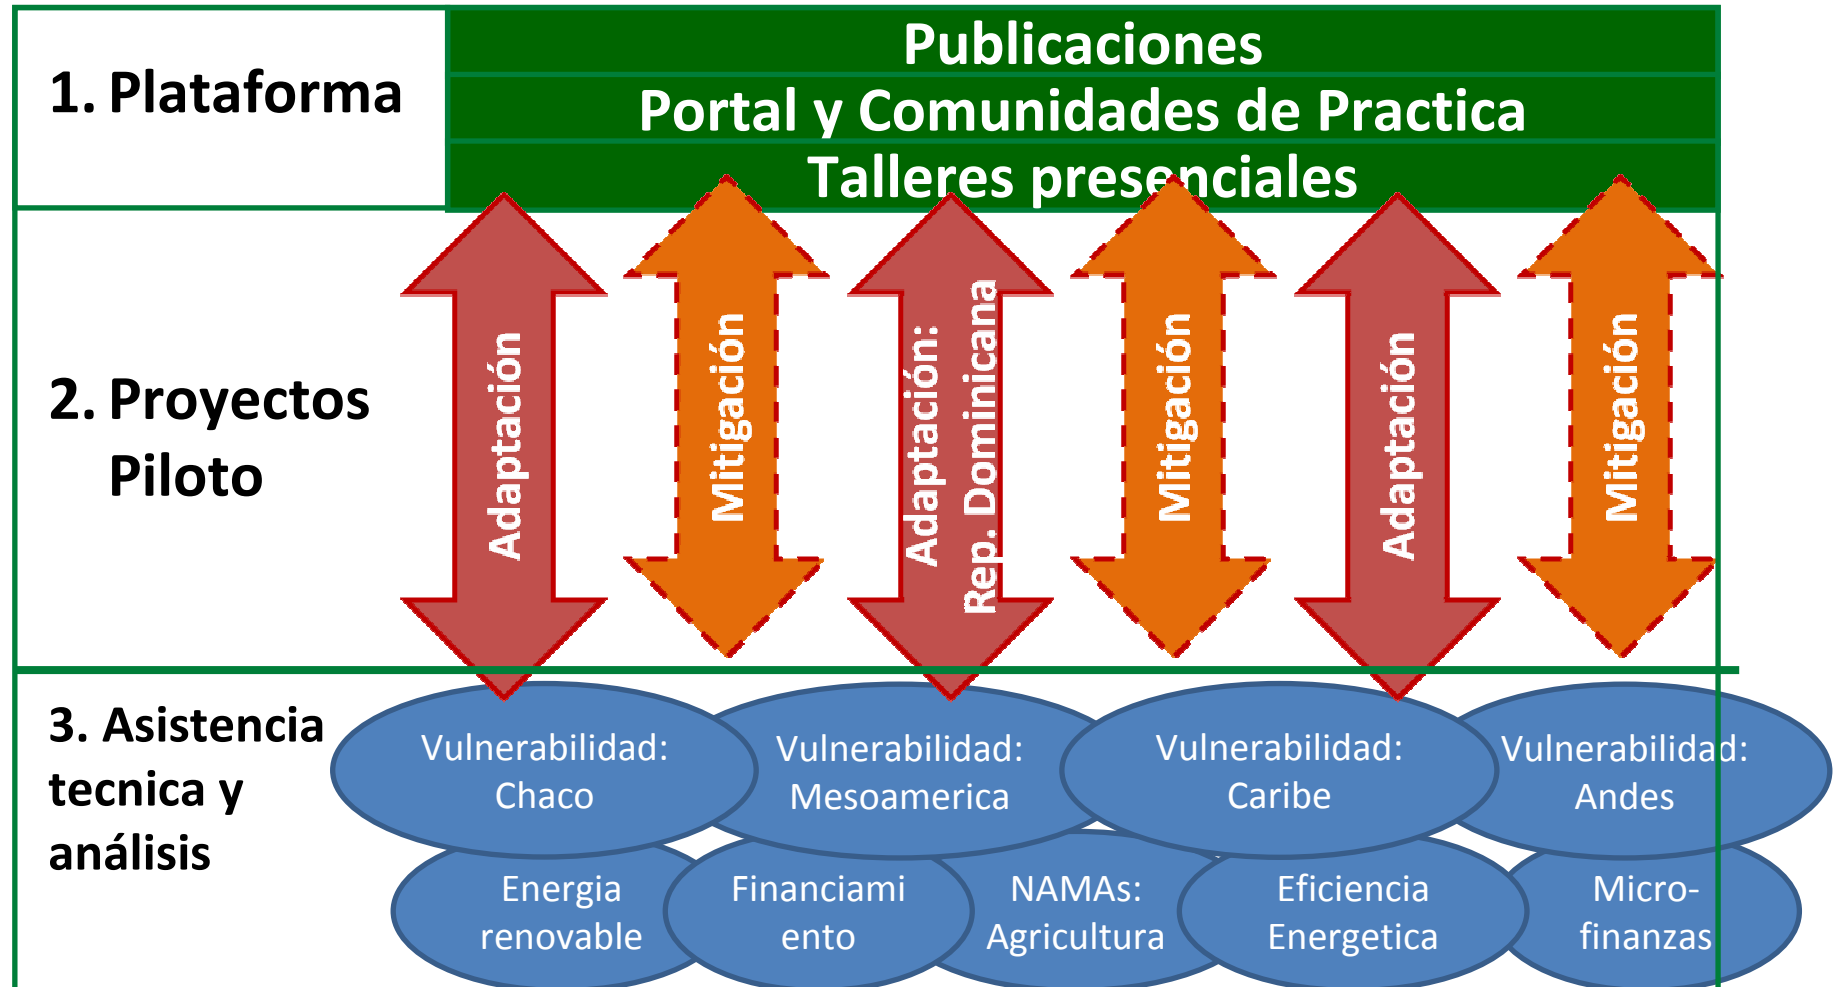 1. Plataforma
Publicaciones
Portal y Comunidades de Practica
Talleres presenciales
2. Proyectos
Piloto
Adaptación
Mitigación
Adaptación:
Rep. Dominicana
Mitigación
Adaptación
Mitigación
3. Asistencia
tecnica y
análisis
Vulnerabilidad:
Chaco
Vulnerabilidad:
Mesoamerica
Vulnerabilidad:
Caribe
Vulnerabilidad:
Andes
Energia
renovable
Financiami
ento
NAMAs:
Agricultura
Eficiencia
Energetica
Micro-
finanzas